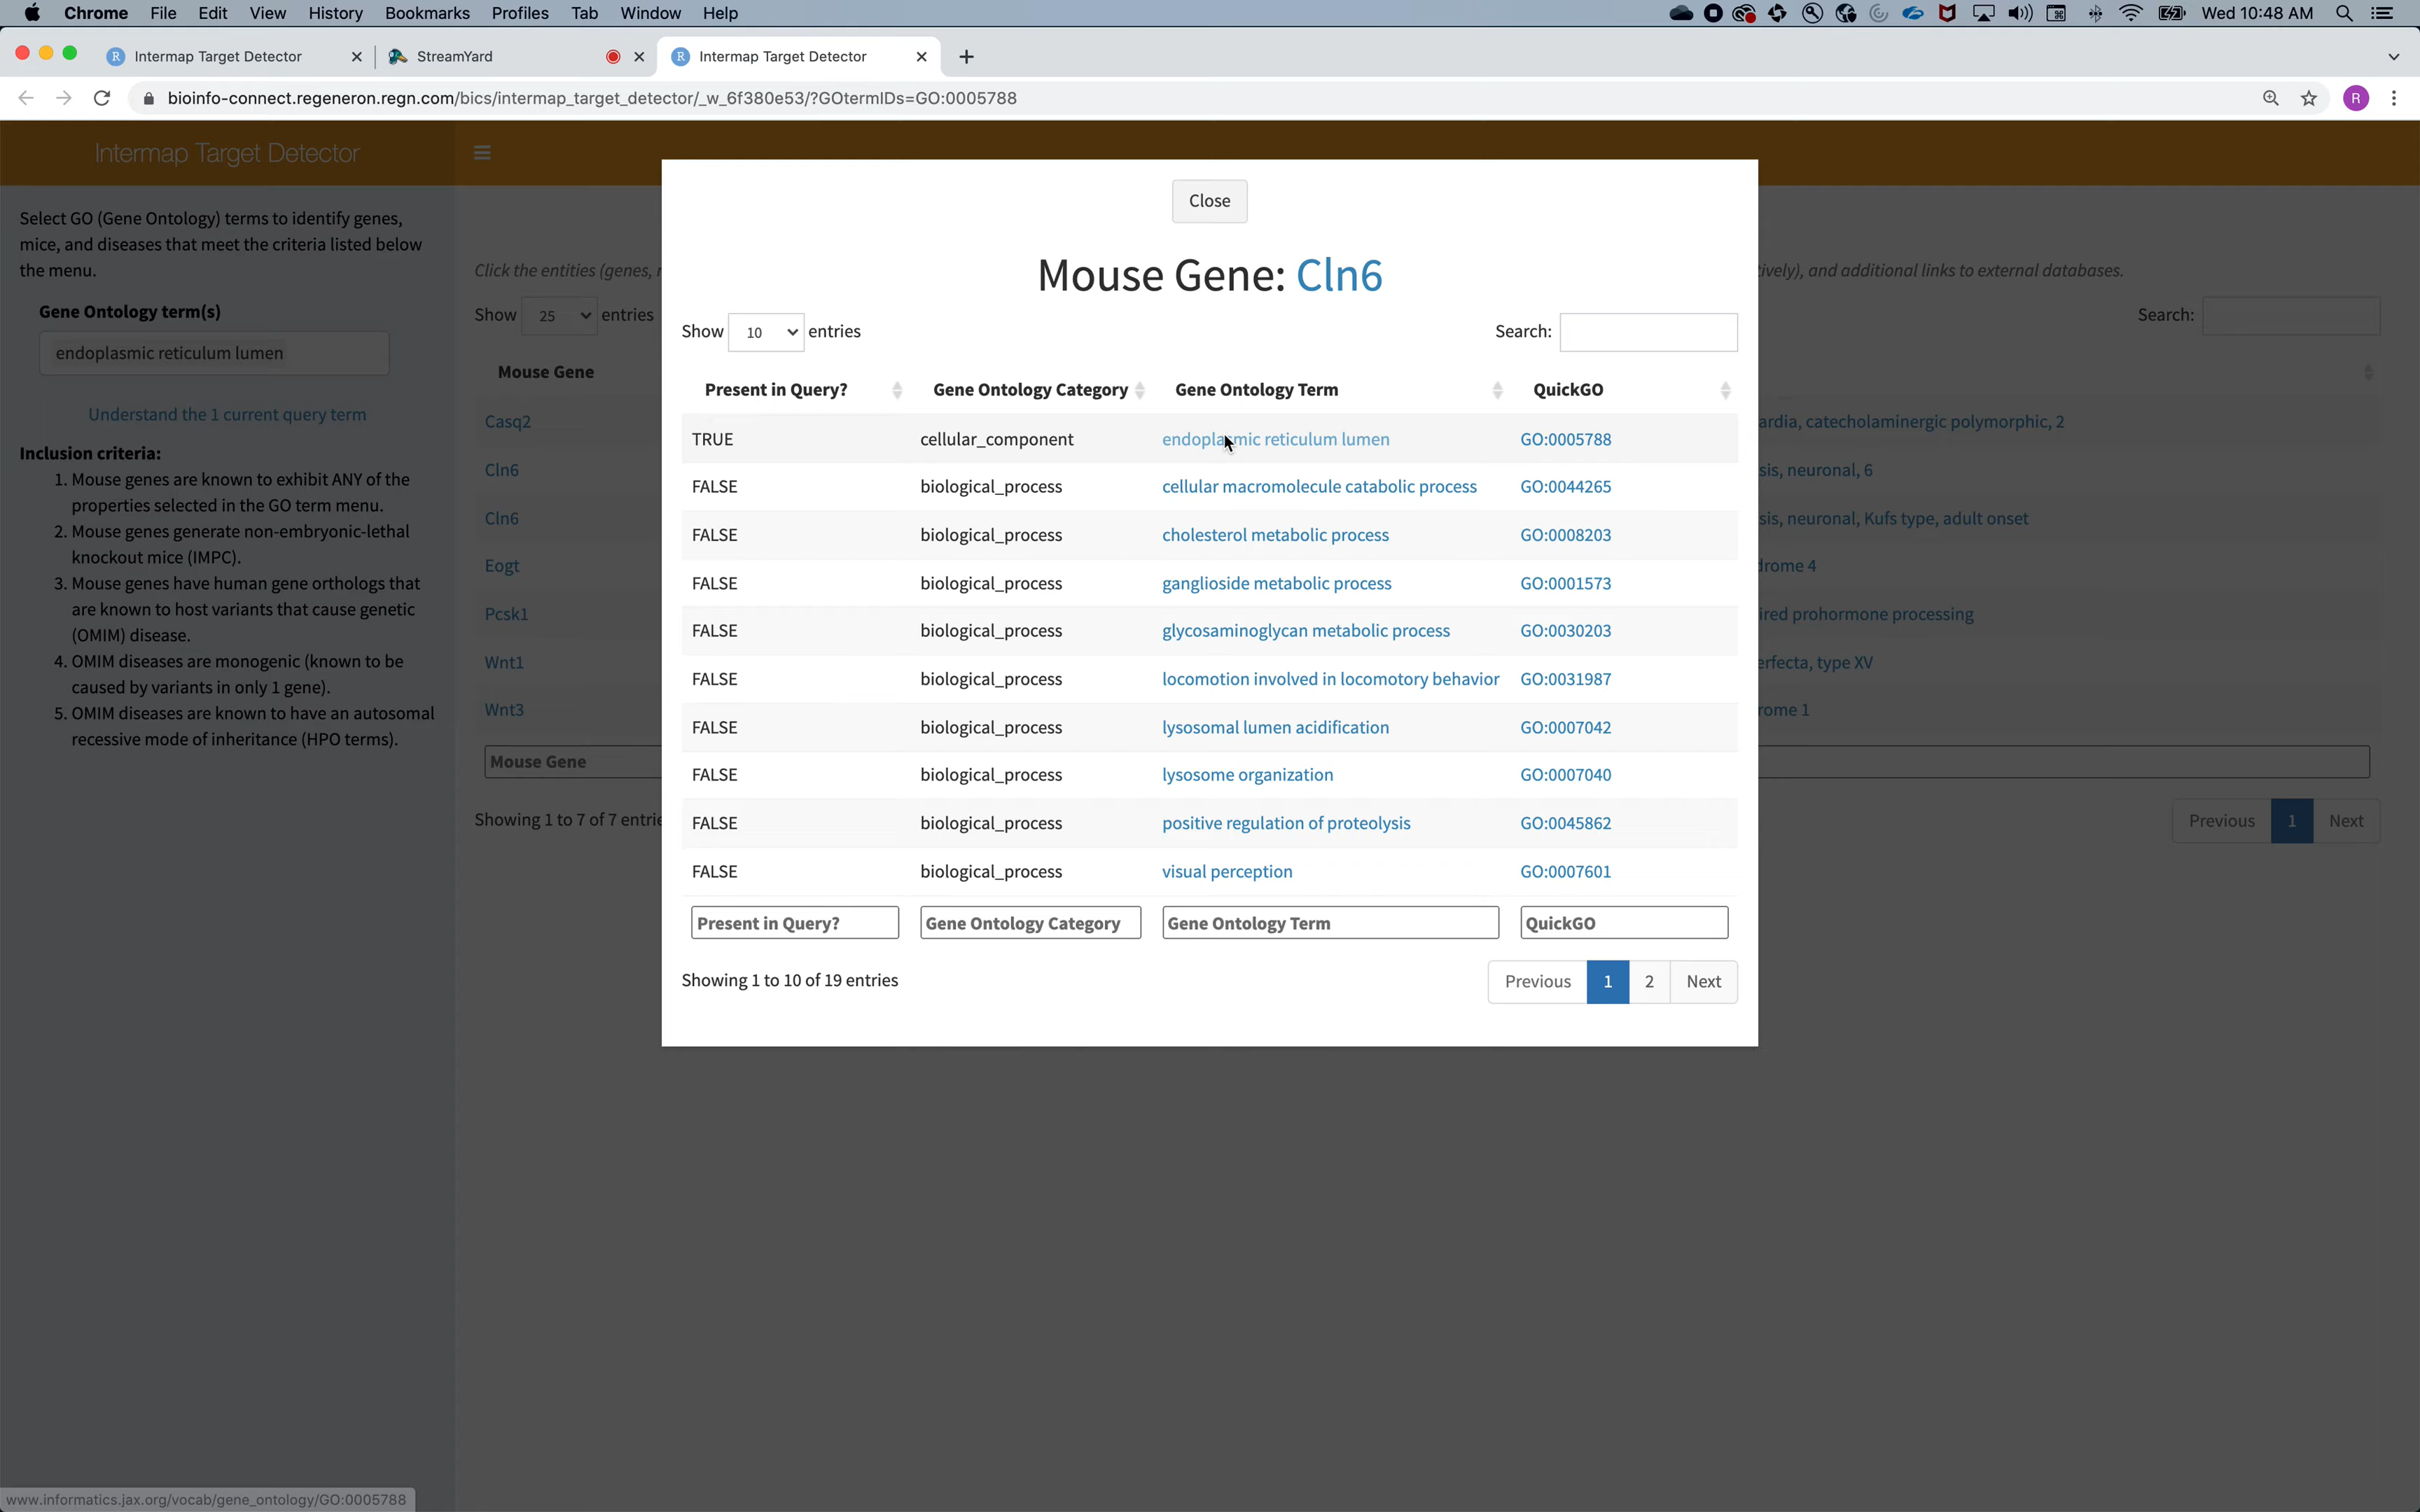 Chrome File Edit View History Bookmarks Profiles Tab Window Help Wed 10:48 AM
Intermap Target Detector StreamYard Intermap Target Detector
bioinfo-connect.regeneron.regn.com/bics/intermap_target_detector/_w_6f380e53/?GOtermIDs=GO:0005788 R
Intermap Target Detector
Select GO (Gene Ontology) terms to identify genes,
mice, and diseases that meet the criteria listed below
the menu.
Gene Ontology term(s)
endoplasmic reticulum lumen
Understand the 1 current query term
Inclusion criteria:
1. Mouse genes are known to exhibit ANY of the
properties selected in the GO term menu.
2. Mouse genes generate non-embryonic-lethal
knockout mice (IMPC).
3. Mouse genes have human gene orthologs that
are known to host variants that cause genetic
(OMIM) disease.
4. OMIM diseases are monogenic (known to be
caused by variants in only 1 gene).
5. OMIM diseases are known to have an autosomal
recessive mode of inheritance (HPO terms).
Click the entities (genes, r
ively), and additional links to external databases.
Show 25 entries
Search:
Mouse Gene
Casq2
ardia, catecholaminergic polymorphic, 2
Cln6
sis, neuronal, 6
Cln6
sis, neuronal, Kufs type, adult onset
Eogt
drome 4
Pcsk1
ired prohormone processing
Wnt1
erfecta, type XV
Wnt3
rome 1
Mouse Gene
Showing 1 to 7 of 7 entrie
Previous 1 Next
Close
Mouse Gene: Cln6
Show 10 entries Search:
Present in Query? Gene Ontology Category Gene Ontology Term QuickGO
TRUE cellular_component endoplasmic reticulum lumen GO:0005788
FALSE biological_process cellular macromolecule catabolic process GO:0044265
FALSE biological_process cholesterol metabolic process GO:0008203
FALSE biological_process ganglioside metabolic process GO:0001573
FALSE biological_process glycosaminoglycan metabolic process GO:0030203
FALSE biological_process locomotion involved in locomotory behavior GO:0031987
FALSE biological_process lysosomal lumen acidification GO:0007042
FALSE biological_process lysosome organization GO:0007040
FALSE biological_process positive regulation of proteolysis GO:0045862
FALSE biological_process visual perception GO:0007601
Present in Query? Gene Ontology Category Gene Ontology Term QuickGO
Showing 1 to 10 of 19 entries Previous 1 2 Next
www.informatics.jax.org/vocab/gene_ontology/GO:0005788